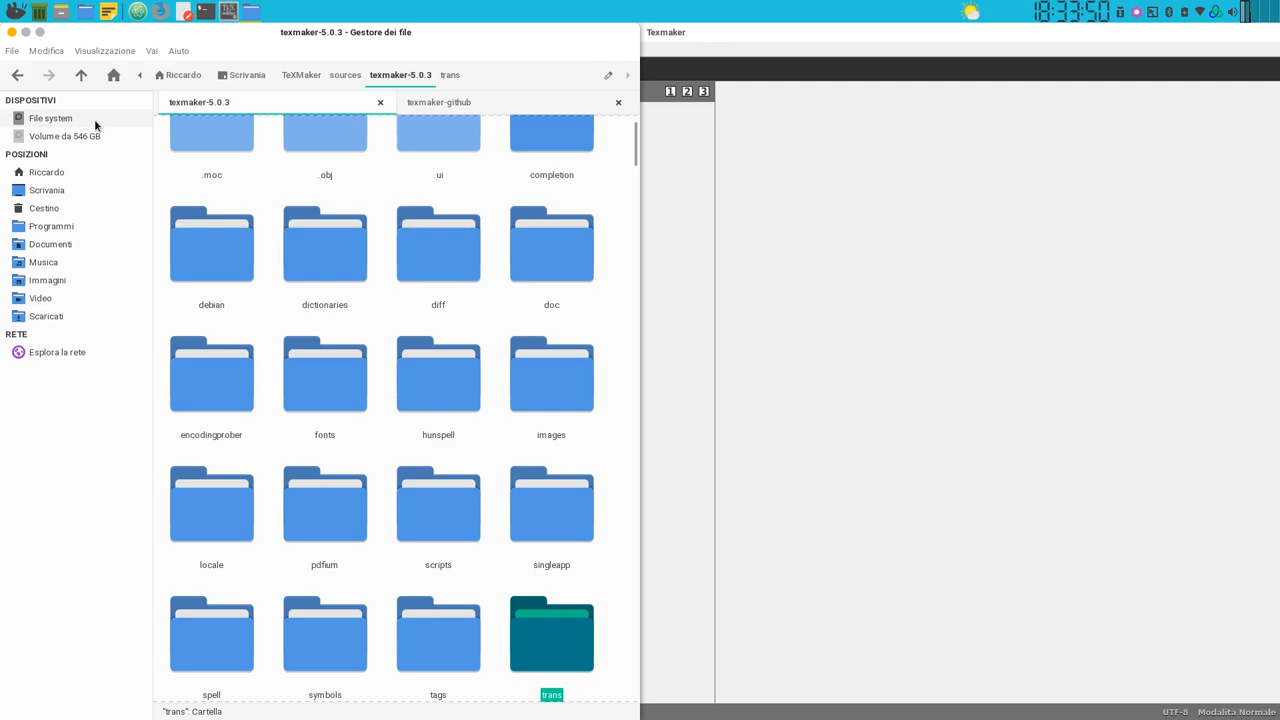 18:33:50
texmaker-5.0.3 - Gestore dei file
Texmaker
File Modifica Visualizzazione Vai Aiuto
Riccardo Scrivania TeXMaker sources texmaker-5.0.3 trans
DISPOSITIVI
File system
Volume da 546 GB
POSIZIONI
Riccardo
Scrivania
Cestino
Programmi
Documenti
Musica
Immagini
Video
Scaricati
RETE
Esplora la rete
texmaker-5.0.3 texmaker-github
1 2 3
.moc .obj .ui completion
debian dictionaries diff doc
encodingprober fonts hunspell images
locale pdfium scripts singleapp
spell symbols tags trans
"trans": Cartella
UTF-8 Modalità Normale